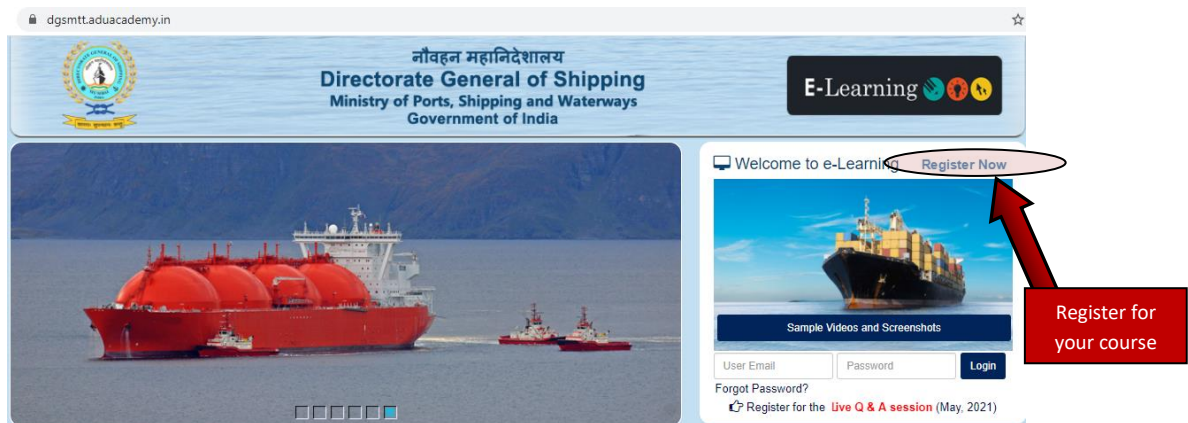 dgsmtt.aduacademy.in
नौवहन महानिदेशालय
Directorate General of Shipping
Ministry of Ports, Shipping and Waterways
Government of India
E-Learning
Welcome to e-Learning
Register Now
Sample Videos and Screenshots
User Email
Password
Login
Forgot Password?
Register for the Live Q & A session (May, 2021)
Register for
your course